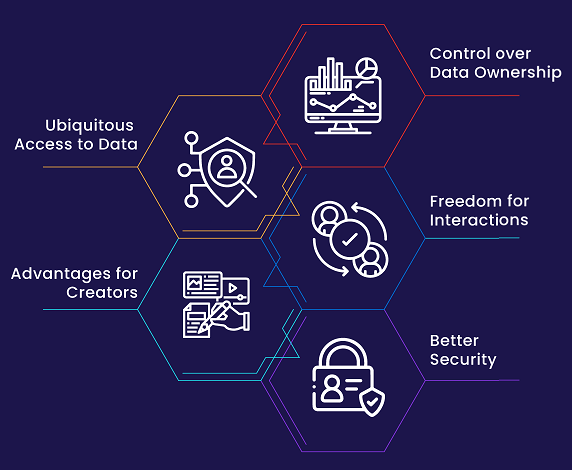 Control over
Data Ownership
Ubiquitous
Access to Data
Freedom for
Interactions
Advantages for
Creators
Better
Security